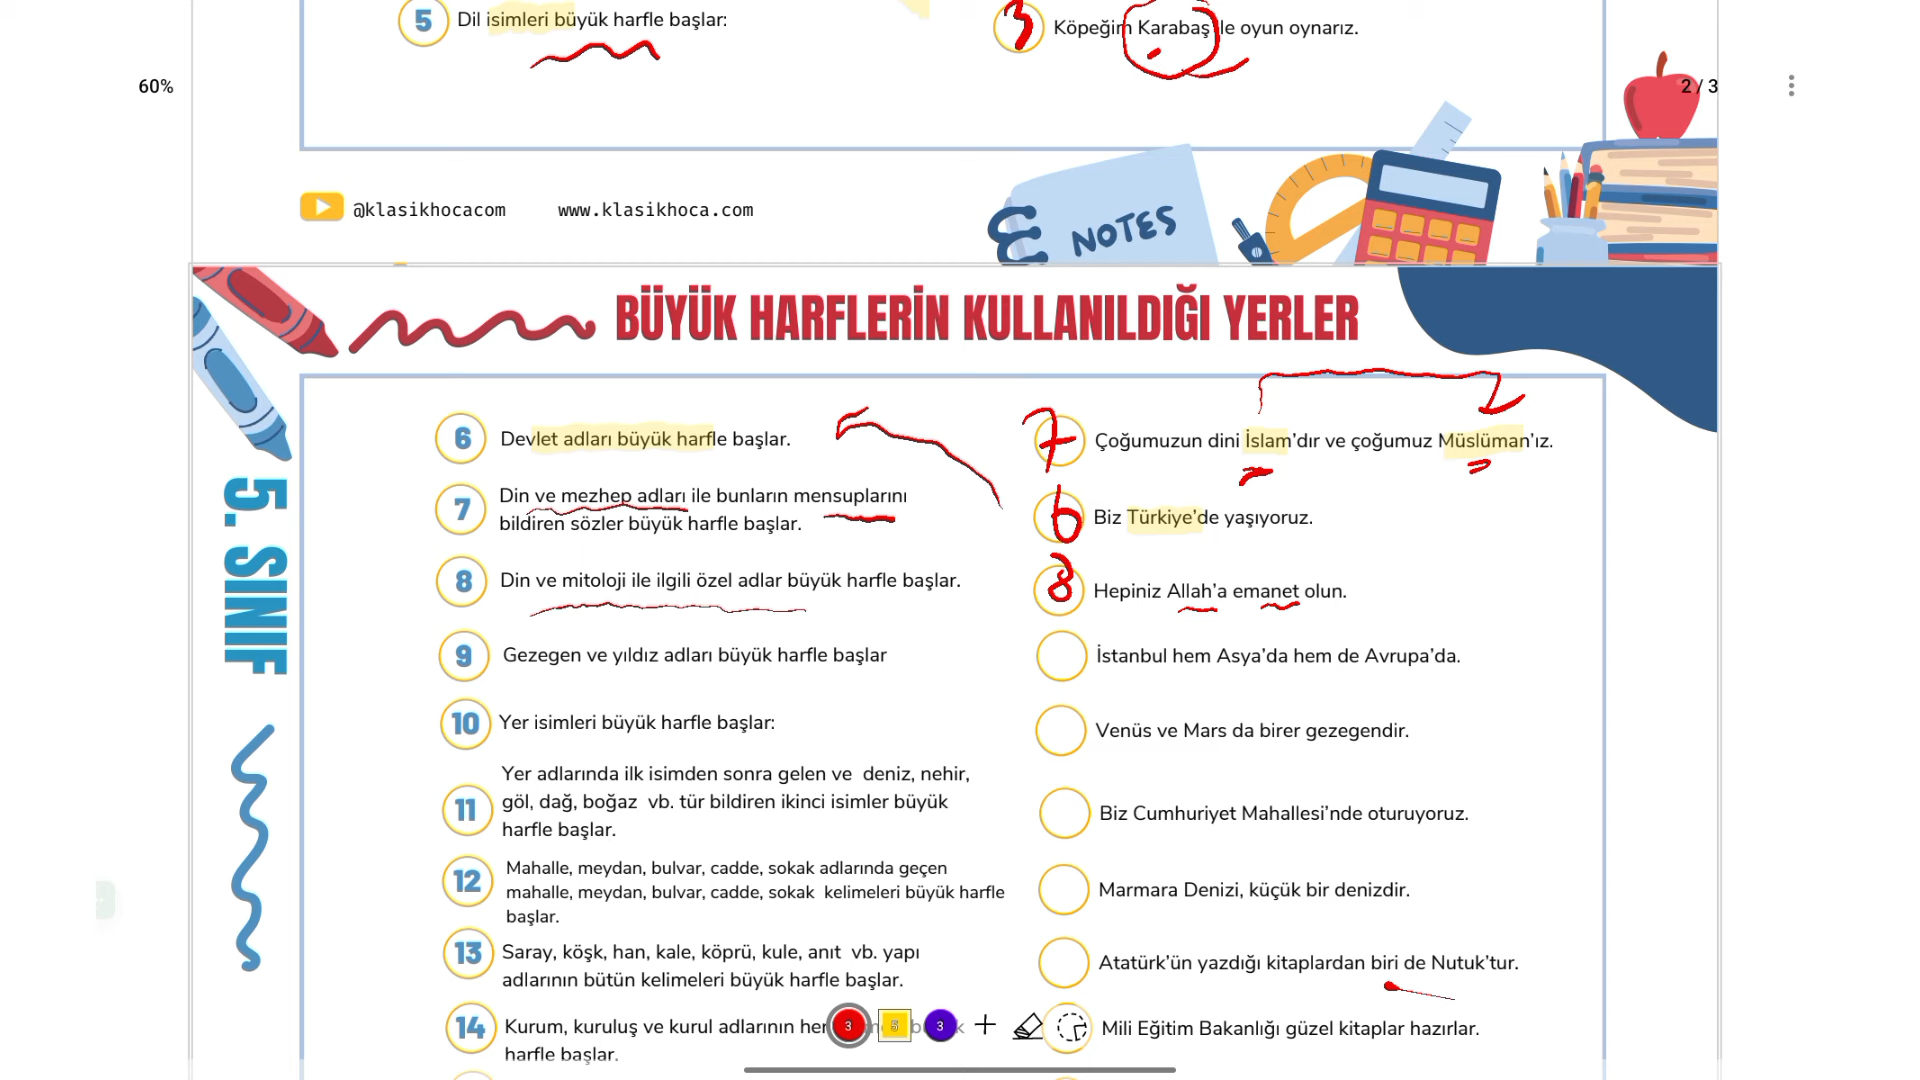 5 Dil isimleri büyük harfle başlar:
3 Köpeğim Karabaş ile oyun oynarız.
60%
2 / 3
@klasikhocacom www.klasikhoca.com
NOTES
BÜYÜK HARFLERİN KULLANILDIĞI YERLER
5. SINIF
6 Devlet adları büyük harfle başlar.
7 Din ve mezhep adları ile bunların mensuplarını
bildiren sözler büyük harfle başlar.
8 Din ve mitoloji ile ilgili özel adlar büyük harfle başlar.
9 Gezegen ve yıldız adları büyük harfle başlar
10 Yer isimleri büyük harfle başlar:
11 Yer adlarında ilk isimden sonra gelen ve deniz, nehir,
göl, dağ, boğaz vb. tür bildiren ikinci isimler büyük
harfle başlar.
12 Mahalle, meydan, bulvar, cadde, sokak adlarında geçen
mahalle, meydan, bulvar, cadde, sokak kelimeleri büyük harfle
başlar.
13 Saray, köşk, han, kale, köprü, kule, anıt vb. yapı
adlarının bütün kelimeleri büyük harfle başlar.
14 Kurum, kuruluş ve kurul adlarının her
harfle başlar.
7 Çoğumuzun dini İslam'dır ve çoğumuz Müslüman'ız.
6 Biz Türkiye'de yaşıyoruz.
8 Hepiniz Allah'a emanet olun.
İstanbul hem Asya'da hem de Avrupa'da.
Venüs ve Mars da birer gezegendir.
Biz Cumhuriyet Mahallesi'nde oturuyoruz.
Marmara Denizi, küçük bir denizdir.
Atatürk'ün yazdığı kitaplardan biri de Nutuk'tur.
Mili Eğitim Bakanlığı güzel kitaplar hazırlar.
3 5 3